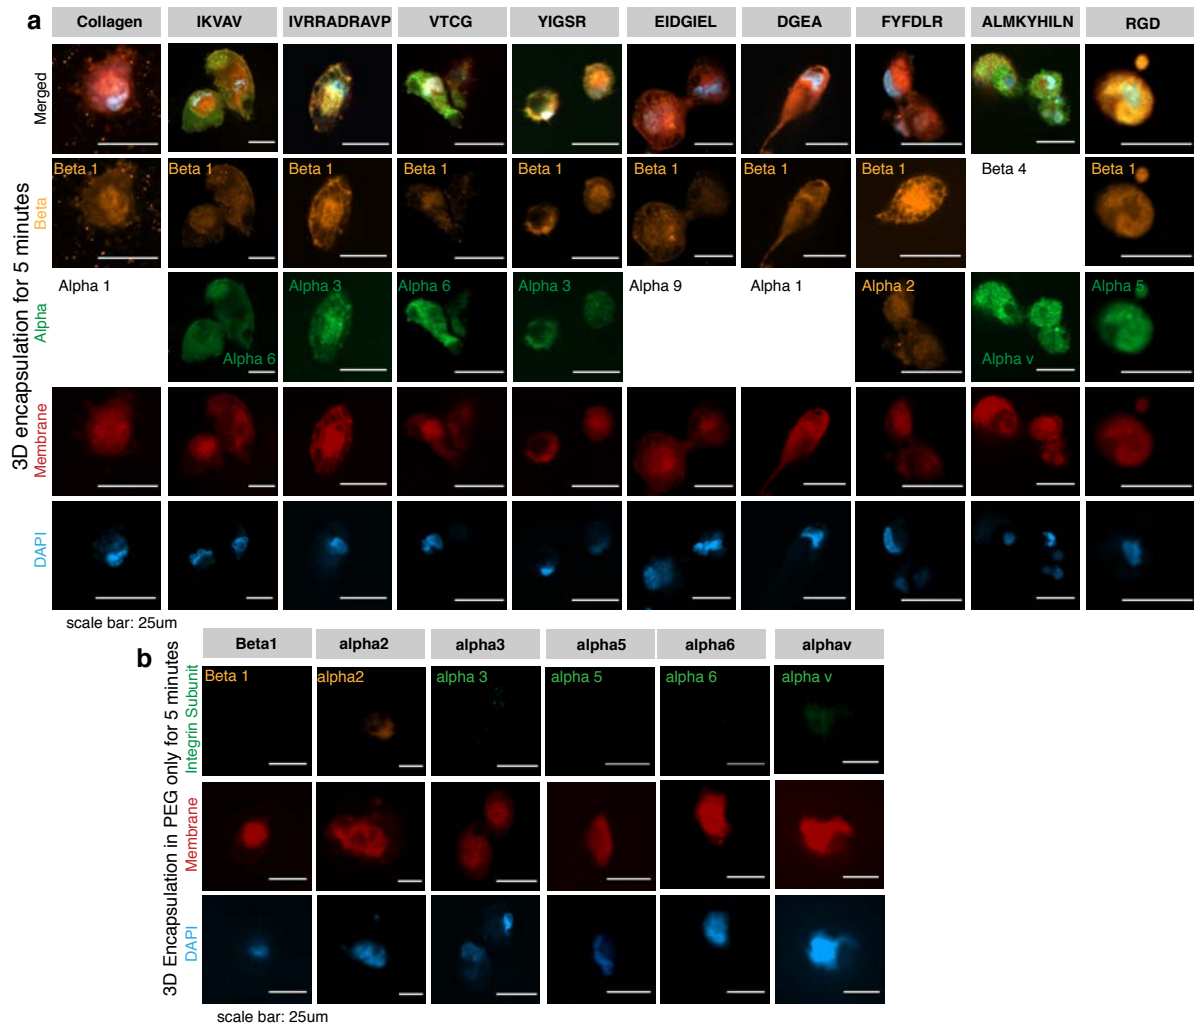 a
Collagen IKVAV IVRRADRAVP VTCG YIGSR EIDGIEL DGEA FYFDLR ALMKYHILN RGD
3D encapsulation for 5 minutes
Merged
Beta
Beta 1 Beta 1 Beta 1 Beta 1 Beta 1 Beta 1 Beta 1 Beta 1 Beta 4 Beta 1
Alpha
Alpha 1 Alpha 6 Alpha 3 Alpha 6 Alpha 3 Alpha 9 Alpha 1 Alpha 2 Alpha v Alpha 5
Membrane
DAPI
scale bar: 25um
b
Beta1 alpha2 alpha3 alpha5 alpha6 alphav
3D Encapsulation in PEG only for 5 minutes
Integrin Subunit
Beta 1 alpha2 alpha 3 alpha 5 alpha 6 alpha v
Membrane
DAPI
scale bar: 25um